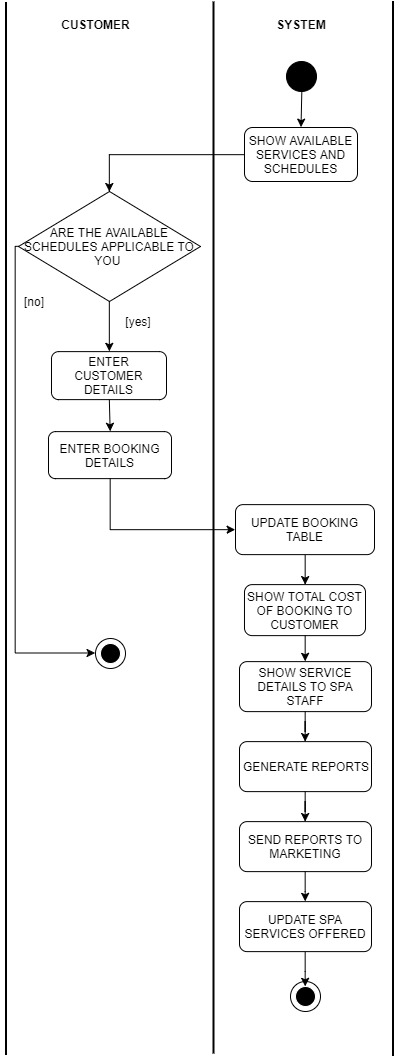 CUSTOMER
SYSTEM
SHOW AVAILABLE
SERVICES AND
SCHEDULES
ARE THE AVAILABLE
SCHEDULES APPLICABLE TO
YOU
[no]
[yes]
ENTER
CUSTOMER
DETAILS
ENTER BOOKING
DETAILS
UPDATE BOOKING
TABLE
SHOW TOTAL COST
OF BOOKING TO
CUSTOMER
SHOW SERVICE
DETAILS TO SPA
STAFF
GENERATE REPORTS
SEND REPORTS TO
MARKETING
UPDATE SPA
SERVICES OFFERED